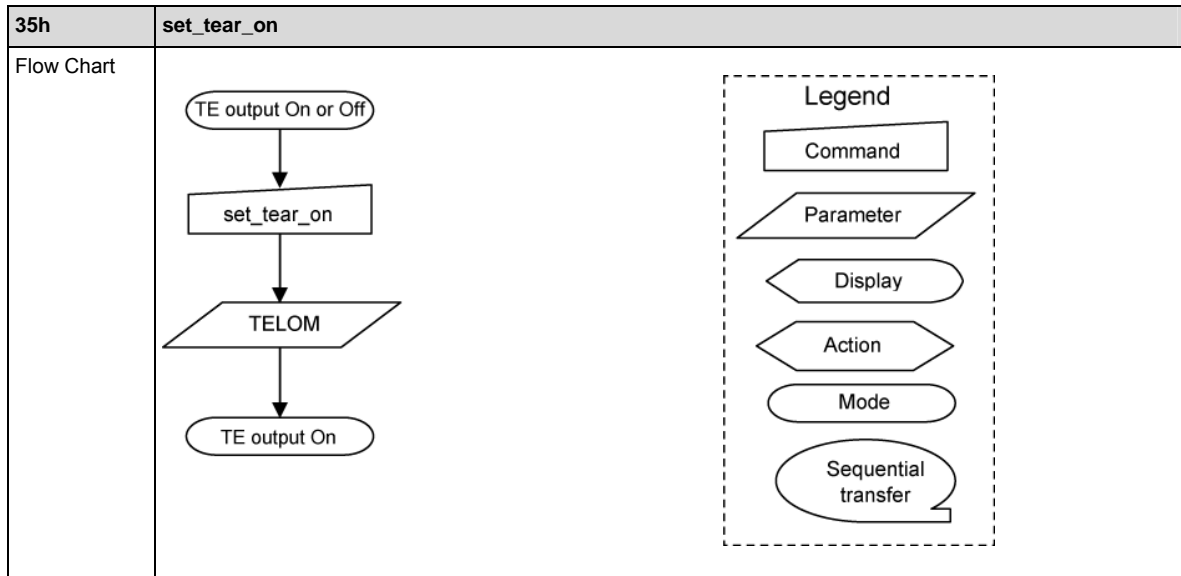 35h set_tear_on
Flow Chart
TE output On or Off
set_tear_on
TELOM
TE output On
Legend
Command
Parameter
Display
Action
Mode
Sequential
transfer